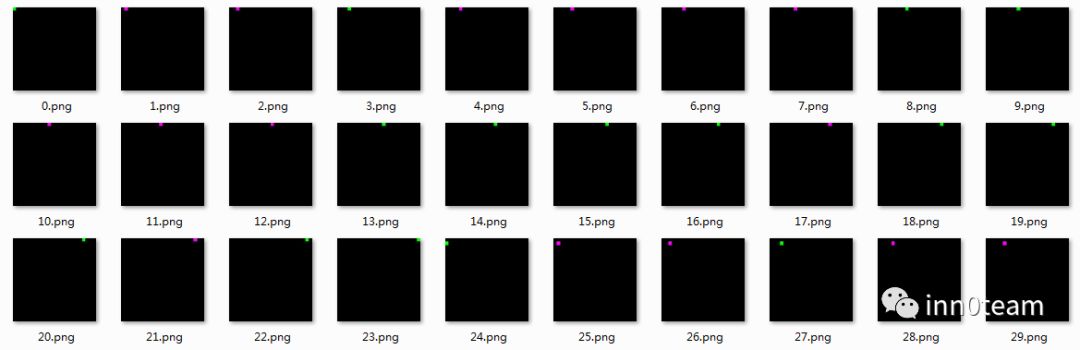 0.png 1.png 2.png 3.png 4.png 5.png 6.png 7.png 8.png 9.png
10.png 11.png 12.png 13.png 14.png 15.png 16.png 17.png 18.png 19.png
inn0team
20.png 21.png 22.png 23.png 24.png 25.png 26.png 27.png 28.png 29.png